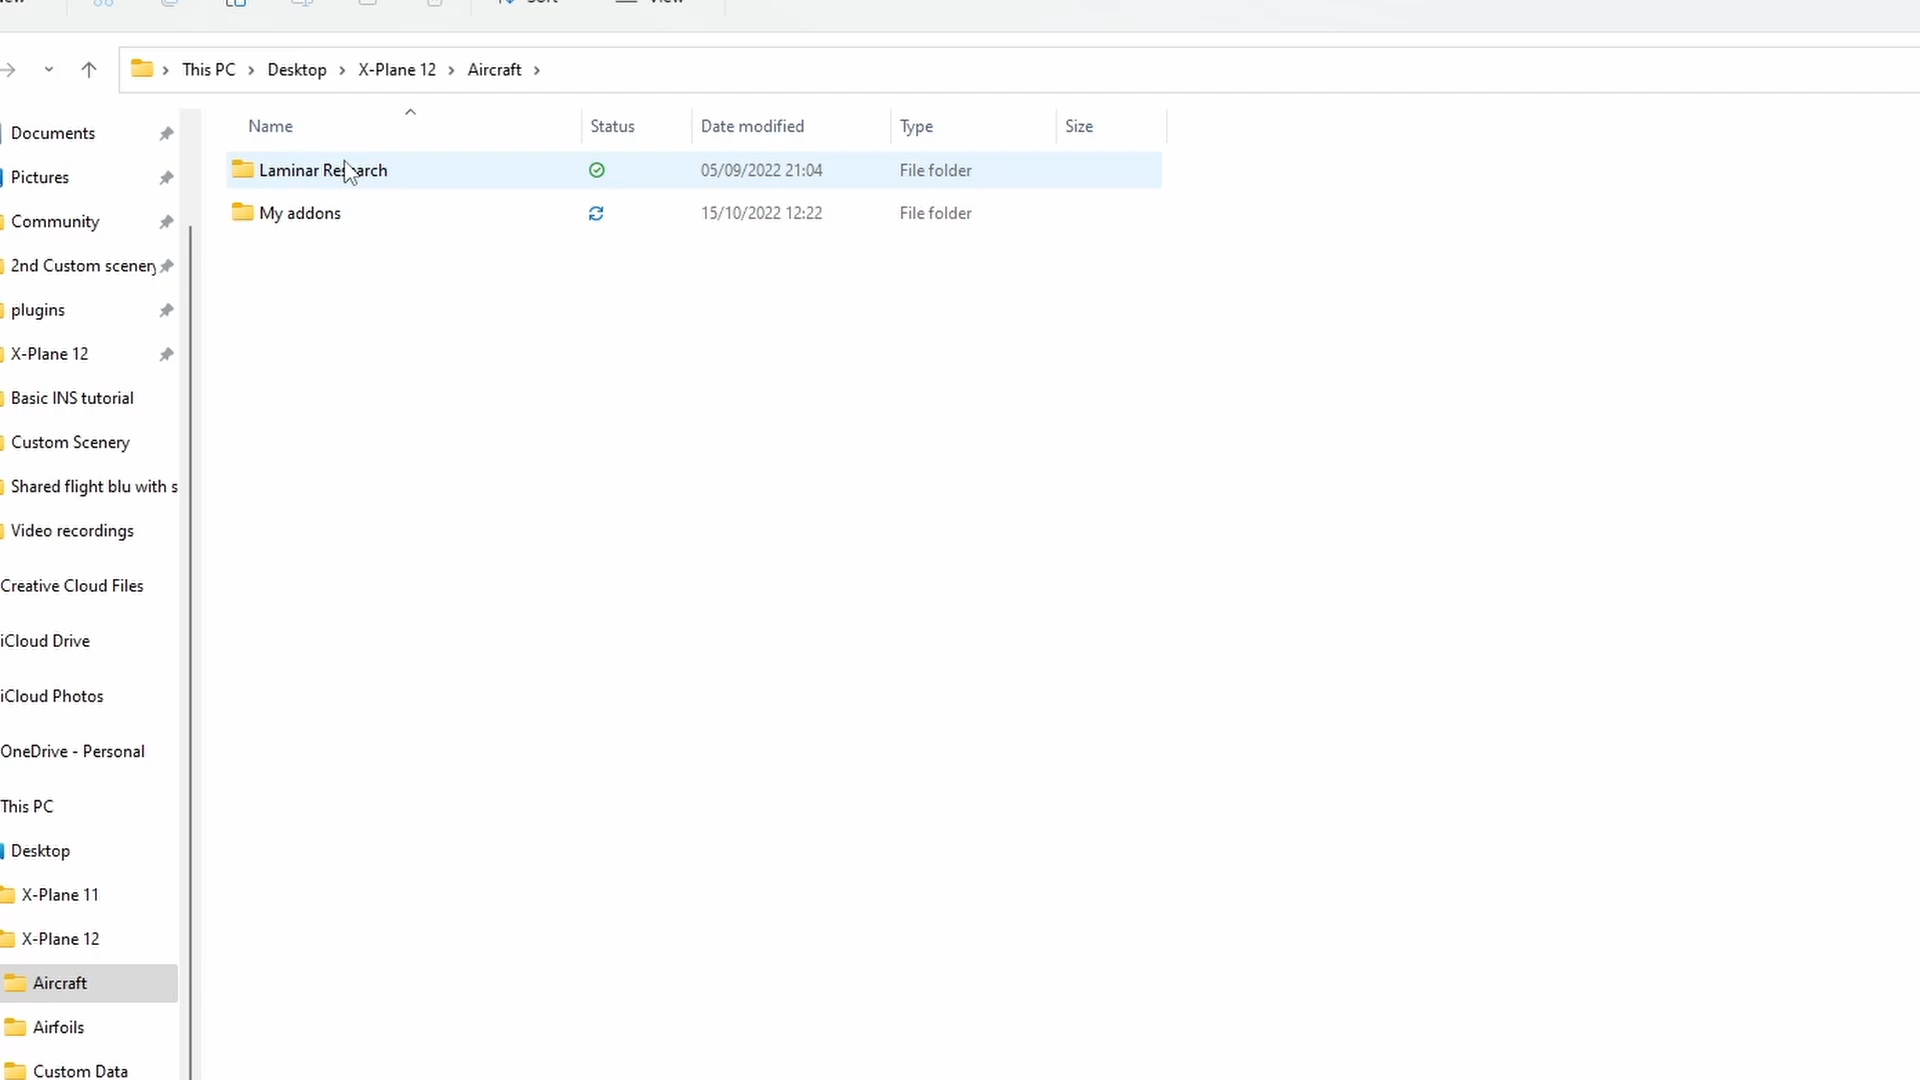 This PC > Desktop > X-Plane 12 > Aircraft >
Name Status Date modified Type Size
Laminar Research 05/09/2022 21:04 File folder
My addons 15/10/2022 12:22 File folder
Documents
Pictures
Community
2nd Custom scenery
plugins
X-Plane 12
Basic INS tutorial
Custom Scenery
Shared flight blu with s
Video recordings
Creative Cloud Files
iCloud Drive
iCloud Photos
OneDrive - Personal
This PC
Desktop
X-Plane 11
X-Plane 12
Aircraft
Airfoils
Custom Data